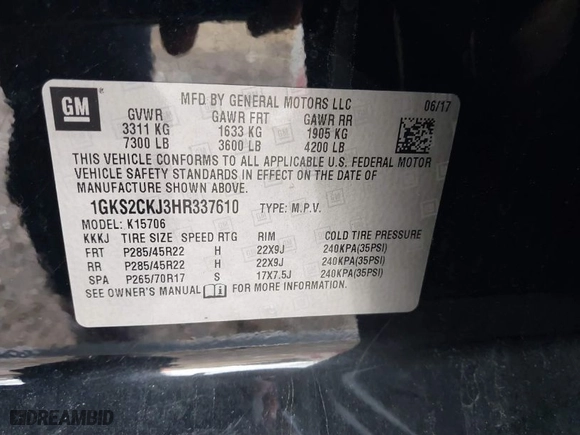 GM
MFD BY GENERAL MOTORS LLC 06/17
GVWR GAWR FRT GAWR RR
3311 KG 1633 KG 1905 KG
7300 LB 3600 LB 4200 LB
THIS VEHICLE CONFORMS TO ALL APPLICABLE U.S. FEDERAL MOTOR
VEHICLE SAFETY STANDARDS IN EFFECT ON THE DATE OF
MANUFACTURE SHOWN ABOVE.
1GKS2CKJ3HR337610 TYPE: M.P.V.
MODEL: K15706
KKKJ TIRE SIZE SPEED RTG RIM COLD TIRE PRESSURE
FRT P285/45R22 H 22X9J 240KPA(35PSI)
RR P285/45R22 H 22X9J 240KPA(35PSI)
SPA P265/70R17 S 17X7.5J 240KPA(35PSI)
SEE OWNER'S MANUAL FOR MORE INFORMATION.
DREAMBID